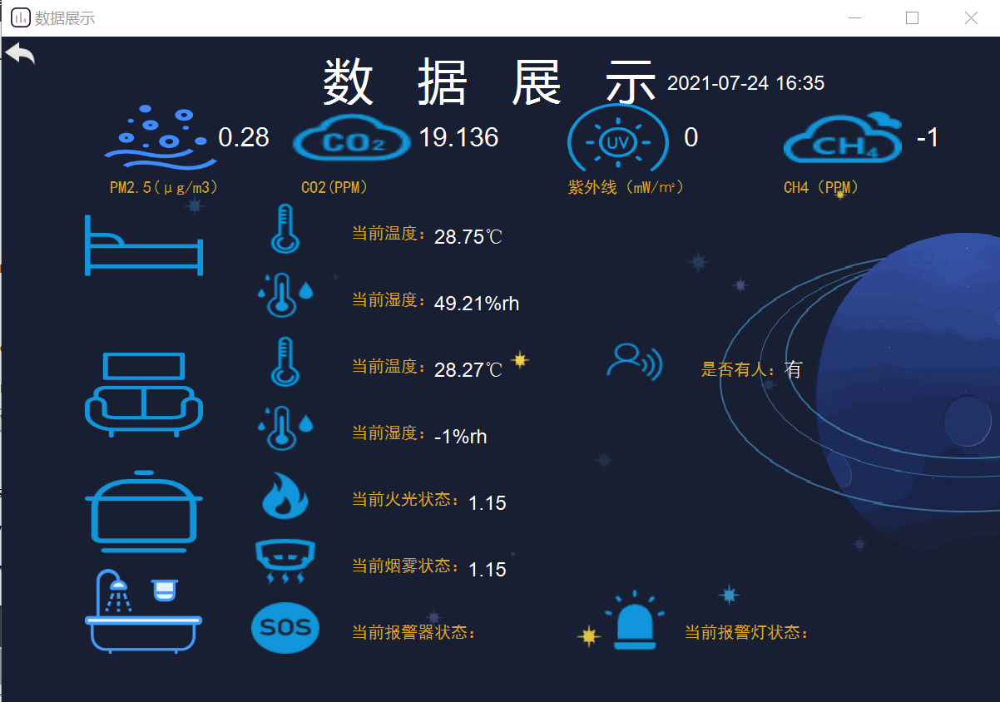 数据展示
数 据 展 示 2021-07-24 16:35
0.28 CO2 19.136 UV 0 CH4 -1
PM2.5(μg/m3) CO2(PPM) 紫外线（mW/㎡） CH4（PPM）
当前温度：28.75℃
当前湿度：49.21%rh
当前温度：28.27℃ 是否有人：有
当前湿度：-1%rh
当前火光状态：1.15
当前烟雾状态：1.15
SOS 当前报警器状态： 当前报警灯状态：